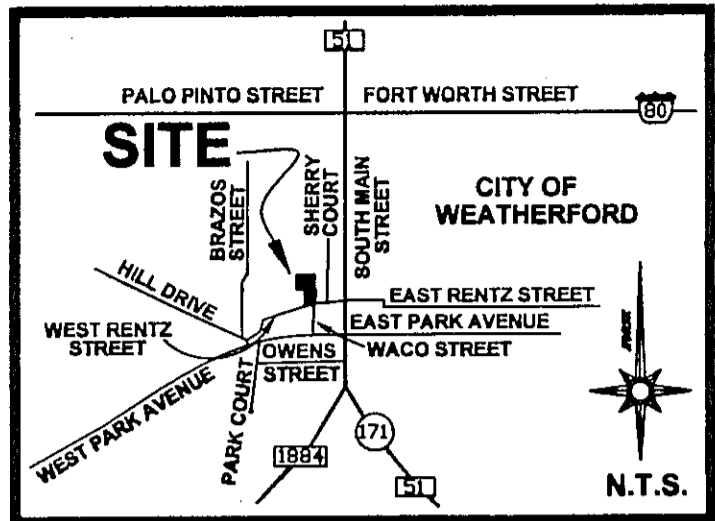 51
PALO PINTO STREET
FORT WORTH STREET
80
SITE
BRAZOS
STREET
SHERRY
COURT
SOUTH MAIN
STREET
CITY OF
WEATHERFORD
HILL DRIVE
EAST RENTZ STREET
WEST RENTZ
STREET
EAST PARK AVENUE
OWENS
STREET
WACO STREET
WEST PARK AVENUE
PARK COURT
171
1884
51
N.T.S.